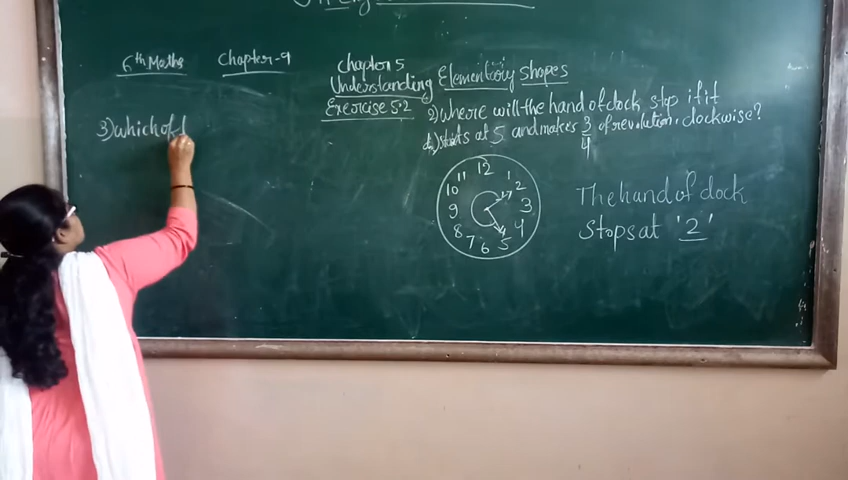 6th Maths Chapter-9
Chapter 5
Understanding Elementary Shapes
Exercise 5.2
2) Where will the hand of clock stop if it
starts at 5 and makes 3/4 of revolution, clockwise?
12
11 1
10 2
9 3
8 4
7 6 5
The hand of clock
stops at '2'
3) which of